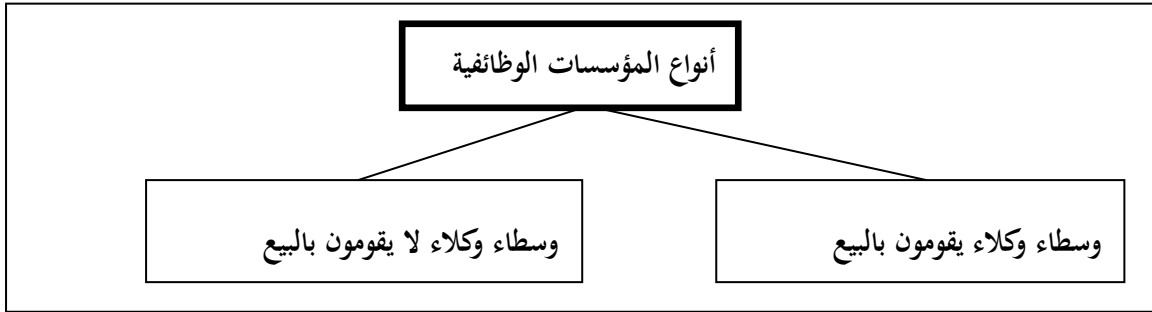 أنواع المؤسسات الوظائفية
وسطاء وكلاء يقومون بالبيع
وسطاء وكلاء لا يقومون بالبيع